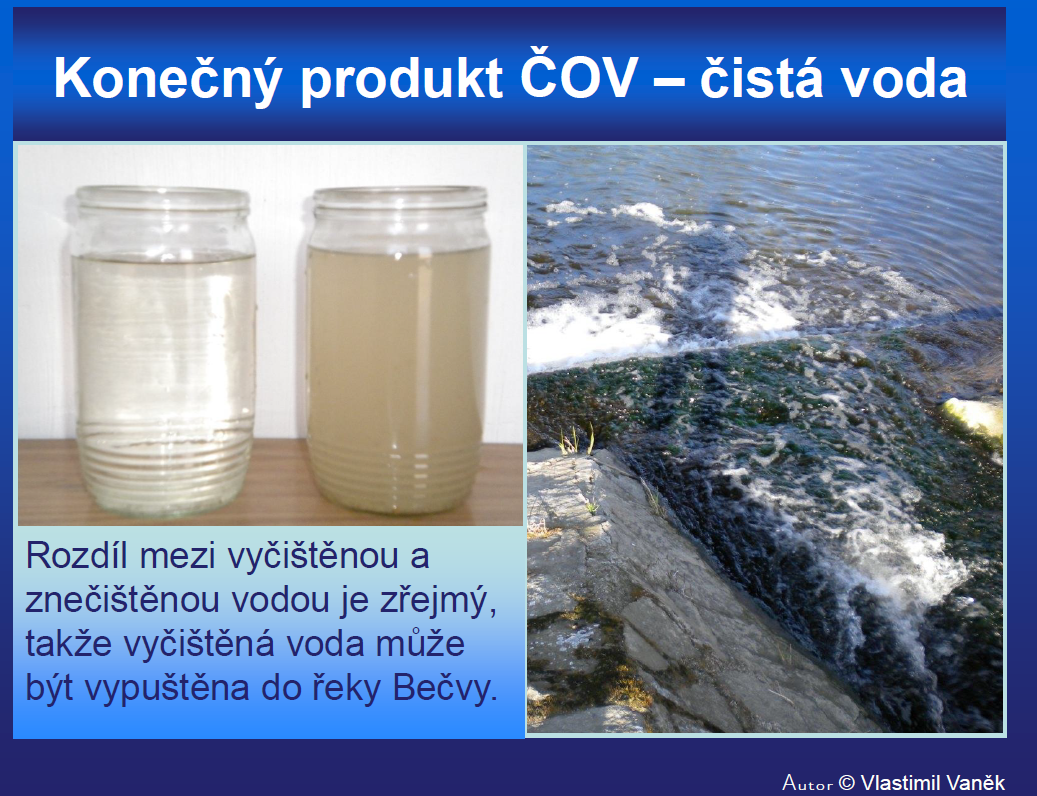 Konečný produkt ČOV – čistá voda
Rozdíl mezi vyčištěnou a
znečištěnou vodou je zřejmý,
takže vyčištěná voda může
být vypuštěna do řeky Bečvy.
Autor © Vlastimil Vaněk